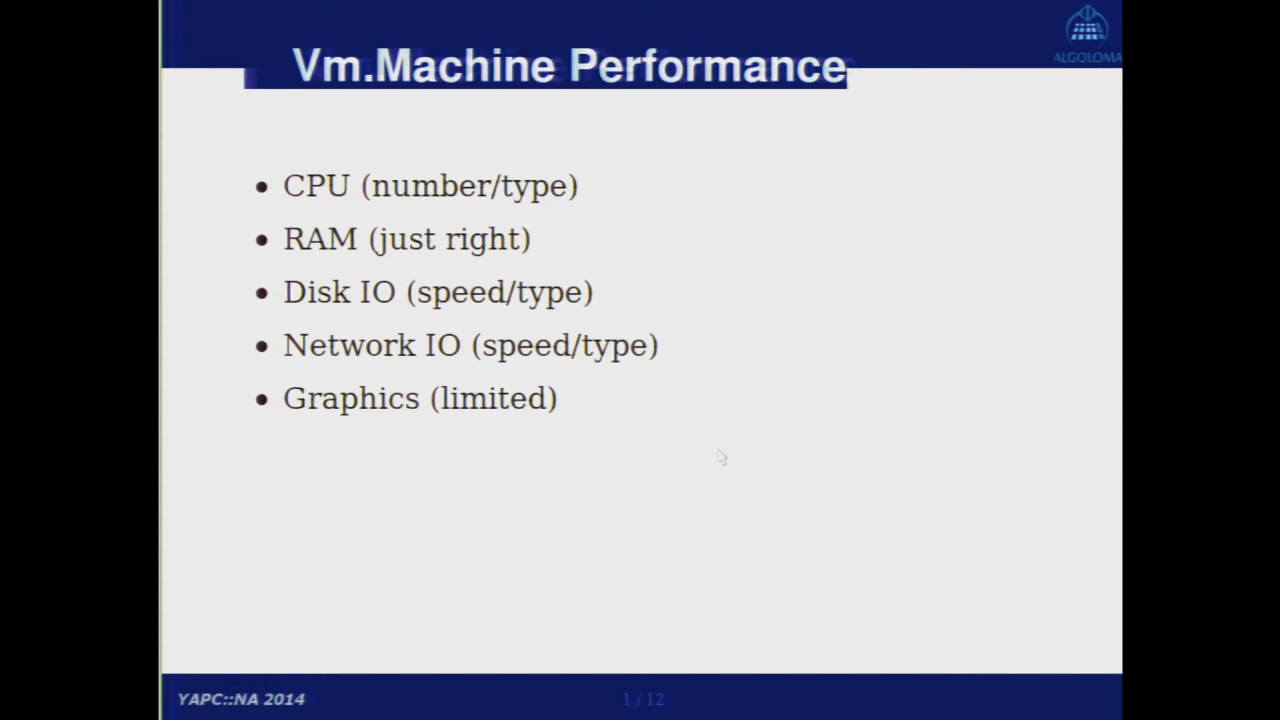 ALGOLOMA
Vm.Machine Performance
• CPU (number/type)
• RAM (just right)
• Disk IO (speed/type)
• Network IO (speed/type)
• Graphics (limited)
YAPC::NA 2014
1 / 12